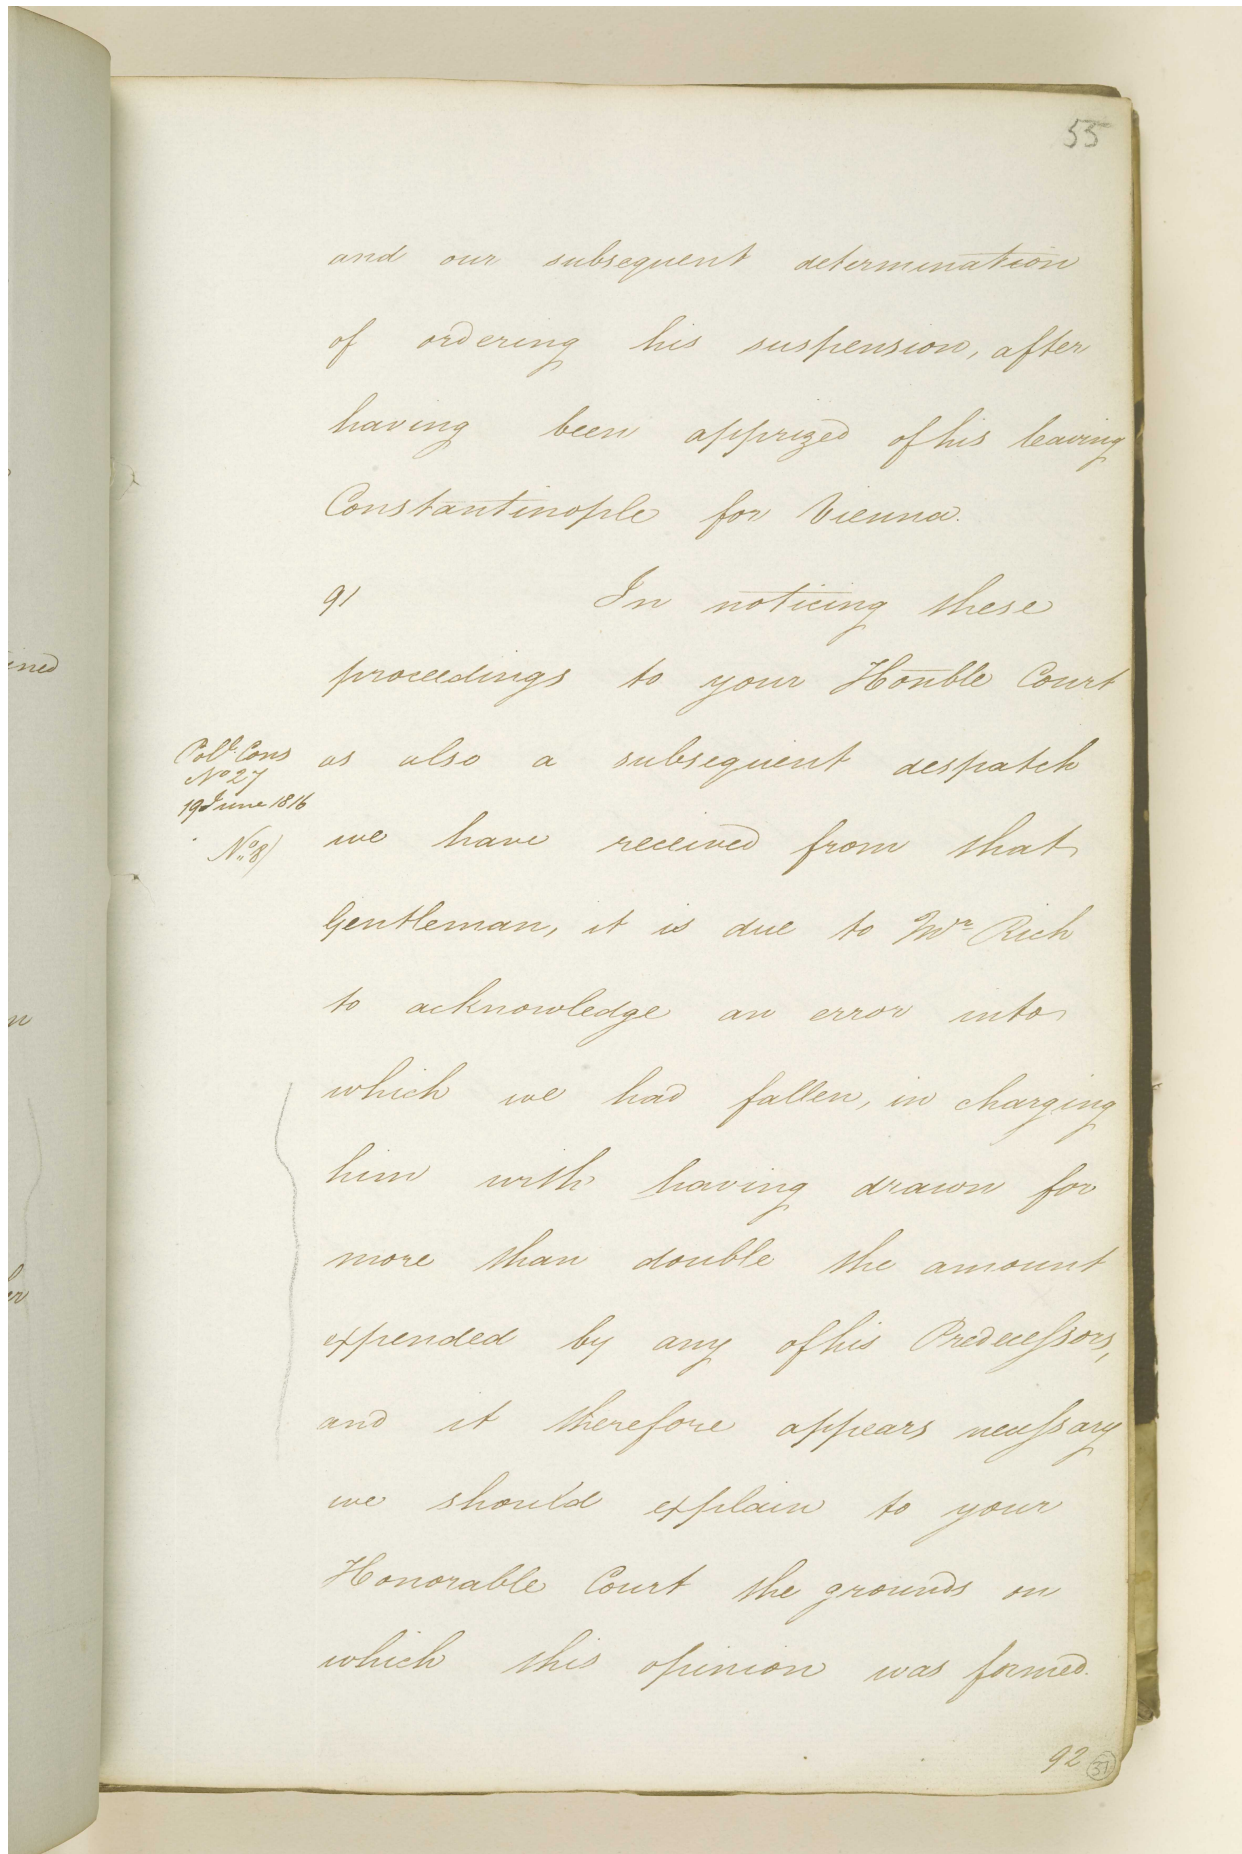 55
and our subsequent determination
of ordering his suspension, after
having been apprized of his leaving
Constantinople for Vienna.
91 In noticing these
proceedings to your Honble Court
Poll. Cons
No 27
19 June 1816
No 8)
as also a subsequent despatch
we have received from that
Gentleman, it is due to Mr Rich
to acknowledge an error into
which we had fallen, in charging
him with having drawn for
more than double the amount
expended by any of his Predecessors,
and it therefore appears necessary
we should explain to your
Honorable Court the grounds on
which this opinion was formed.
92